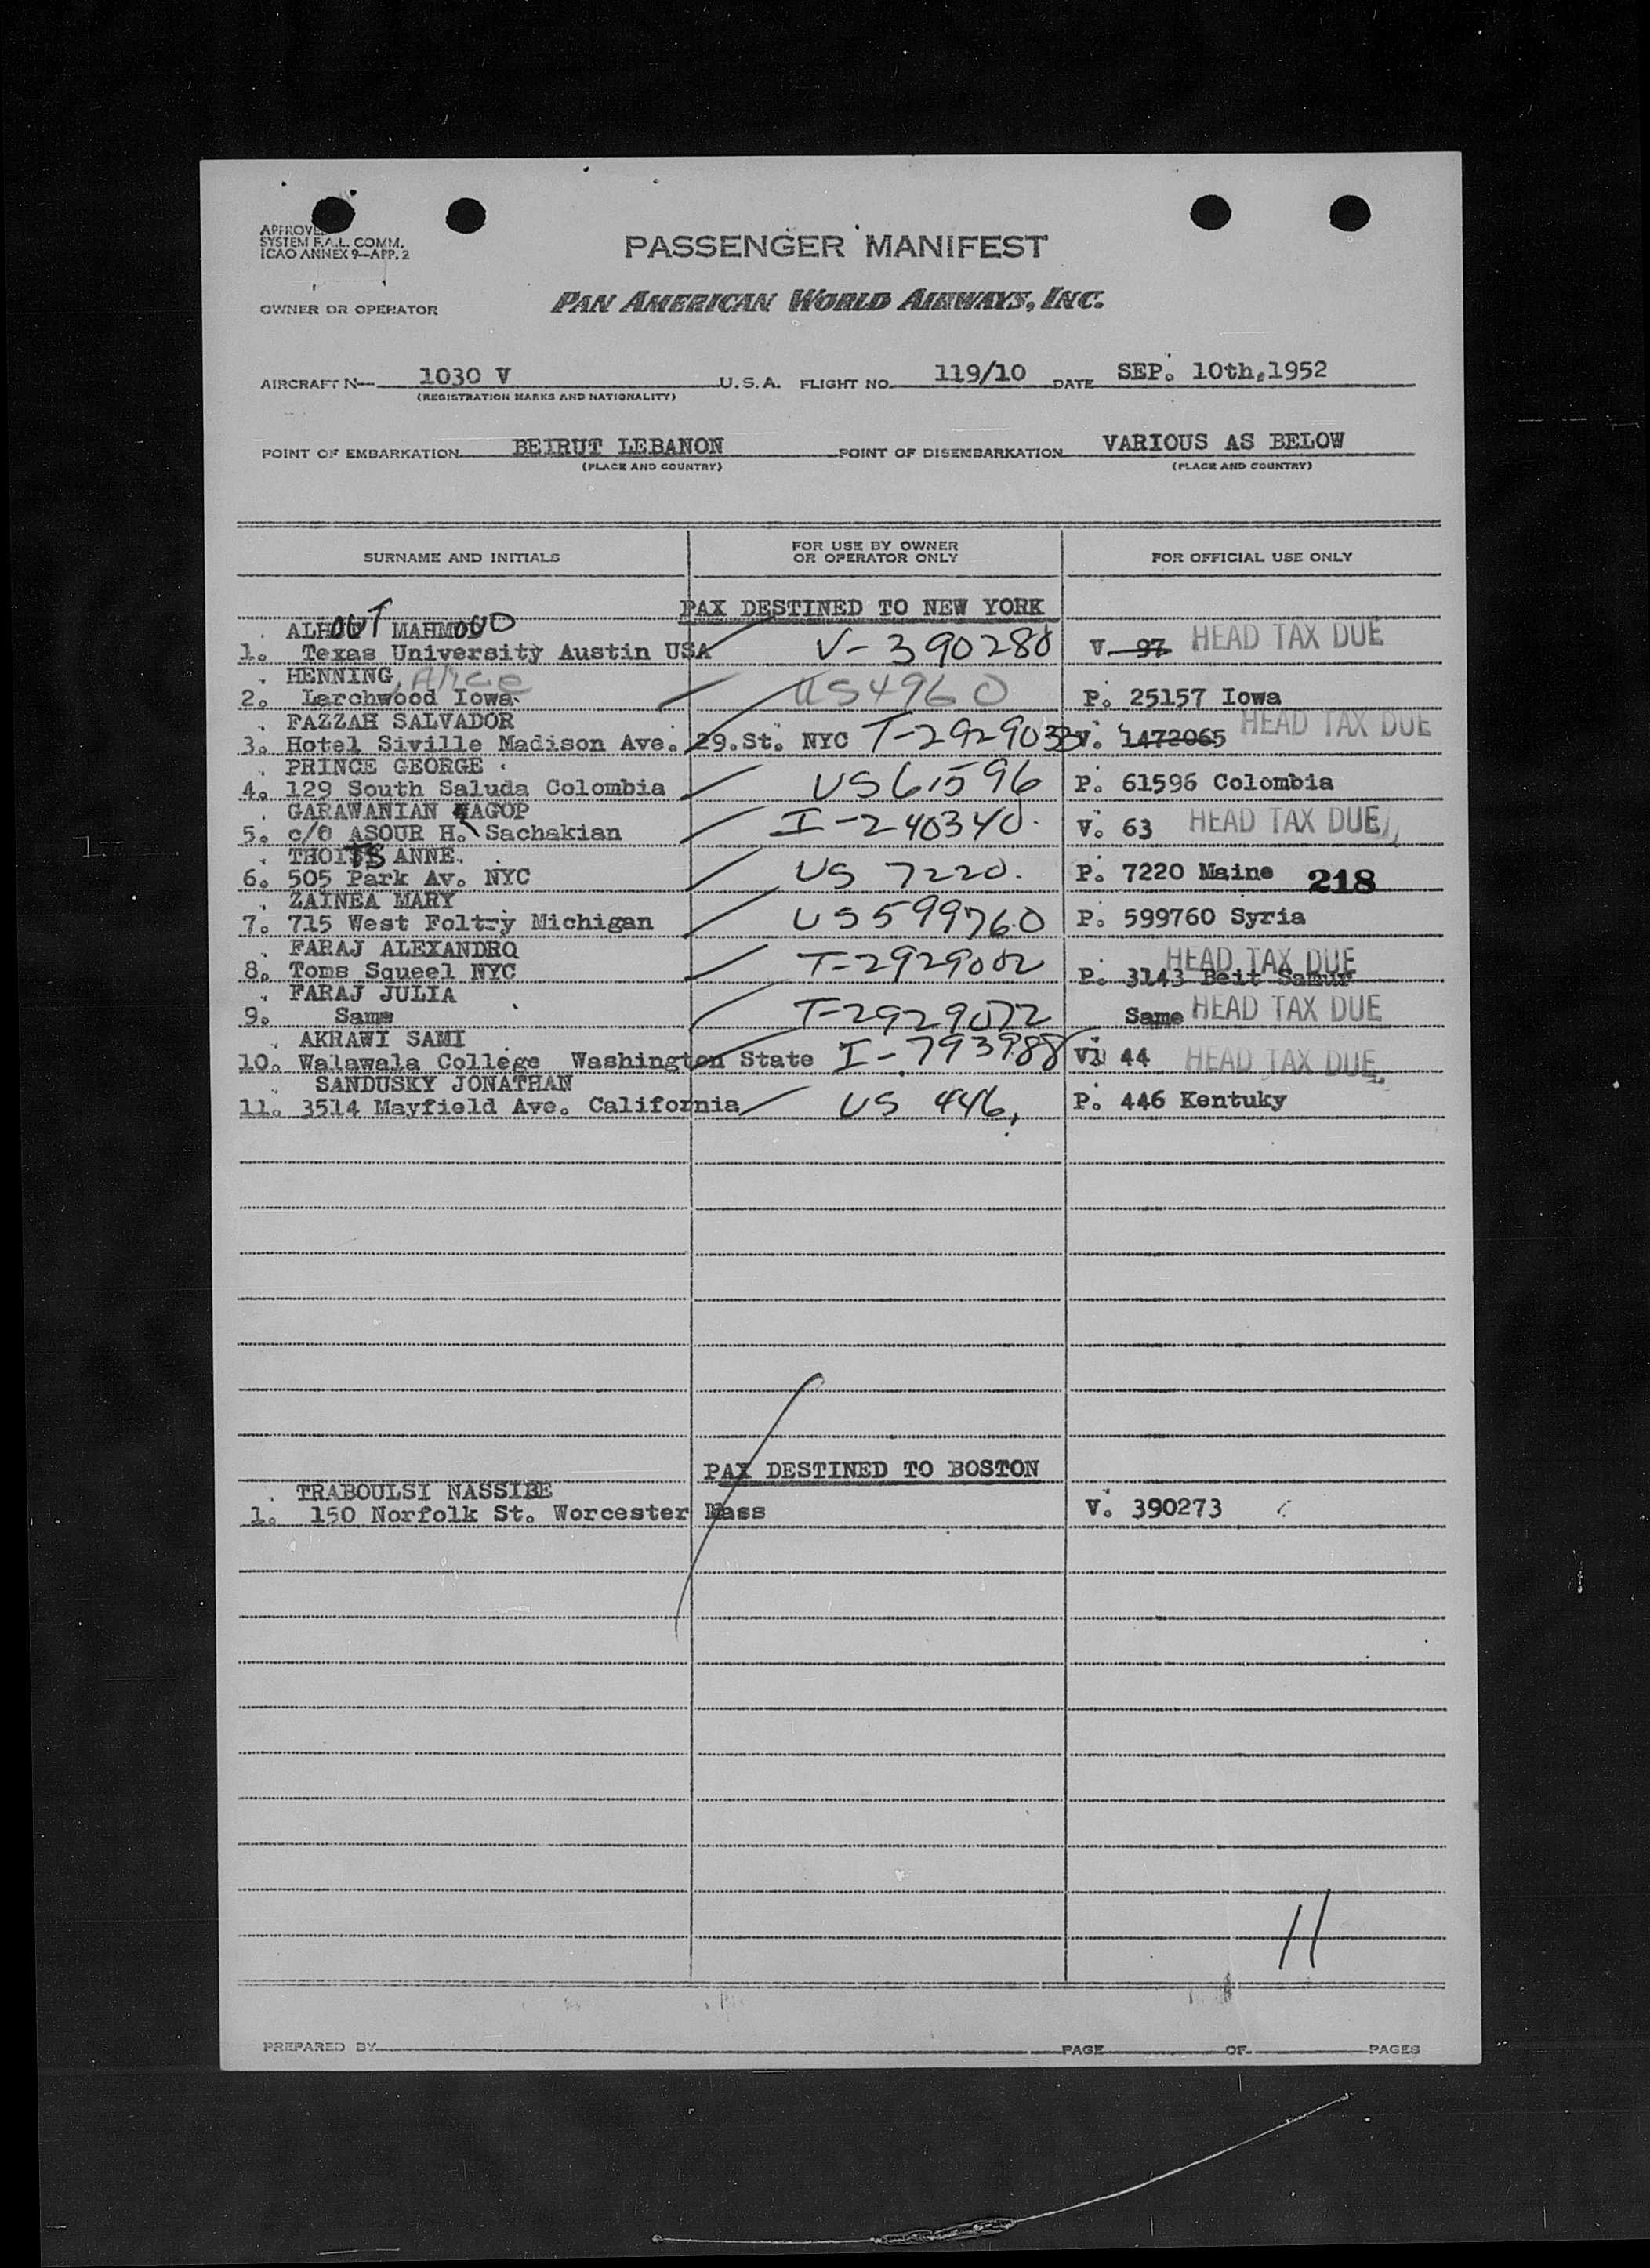 SYSTEM F.A.L. COMM.
ICAO ANNEX 9—APP. 2
PASSENGER MANIFEST
OWNER OR OPERATOR PAN AMERICAN WORLD AIRWAYS, INC.
AIRCRAFT N— 1030 V U.S.A. FLIGHT NO. 119/10 DATE SEP. 10th,1952
(REGISTRATION MARKS AND NATIONALITY)
POINT OF EMBARKATION BEIRUT LEBANON POINT OF DISEMBARKATION VARIOUS AS BELOW
(PLACE AND COUNTRY) (PLACE AND COUNTRY)
SURNAME AND INITIALS FOR USE BY OWNER OR OPERATOR ONLY FOR OFFICIAL USE ONLY
PAX DESTINED TO NEW YORK
ALHOUT MAHMOUD
1. Texas University Austin USA V-390280 V. 97 HEAD TAX DUE
HENNING, Alice
2. Larchwood Iowa US4960 P. 25157 Iowa
FAZZAH SALVADOR
3. Hotel Siville Madison Ave. 29.St. NYC T-2929033 V. 1472065 HEAD TAX DUE
PRINCE GEORGE
4. 129 South Saluda Colombia US61596 P. 61596 Colombia
GARAWANIAN HAGOP
5. c/o ASOUR H. Sachakian I-240340. V. 63 HEAD TAX DUE
ANNE.
6. 505 Park Av. NYC US 7220. P. 7220 Maine 218
ZAINEA MARY
7. 715 West Foltry Michigan US599760 P. 599760 Syria
FARAJ ALEXANDRO
8. Toms Squeel NYC T-2929002 P. 3143 Beit HEAD TAX DUE
FARAJ JULIA
9. Same T-2929072 Same HEAD TAX DUE
AKRAWI SAMI
10. Walawala College Washington State I-793988 V. 44 HEAD TAX DUE
SANDUSKY JONATHAN
11. 3514 Mayfield Ave. California US 446, P. 446 Kentuky
PAX DESTINED TO BOSTON
TRABOULSI NASSIBE
1. 150 Norfolk St. Worcester Mass V. 390273
11
PREPARED BY PAGE OF PAGES